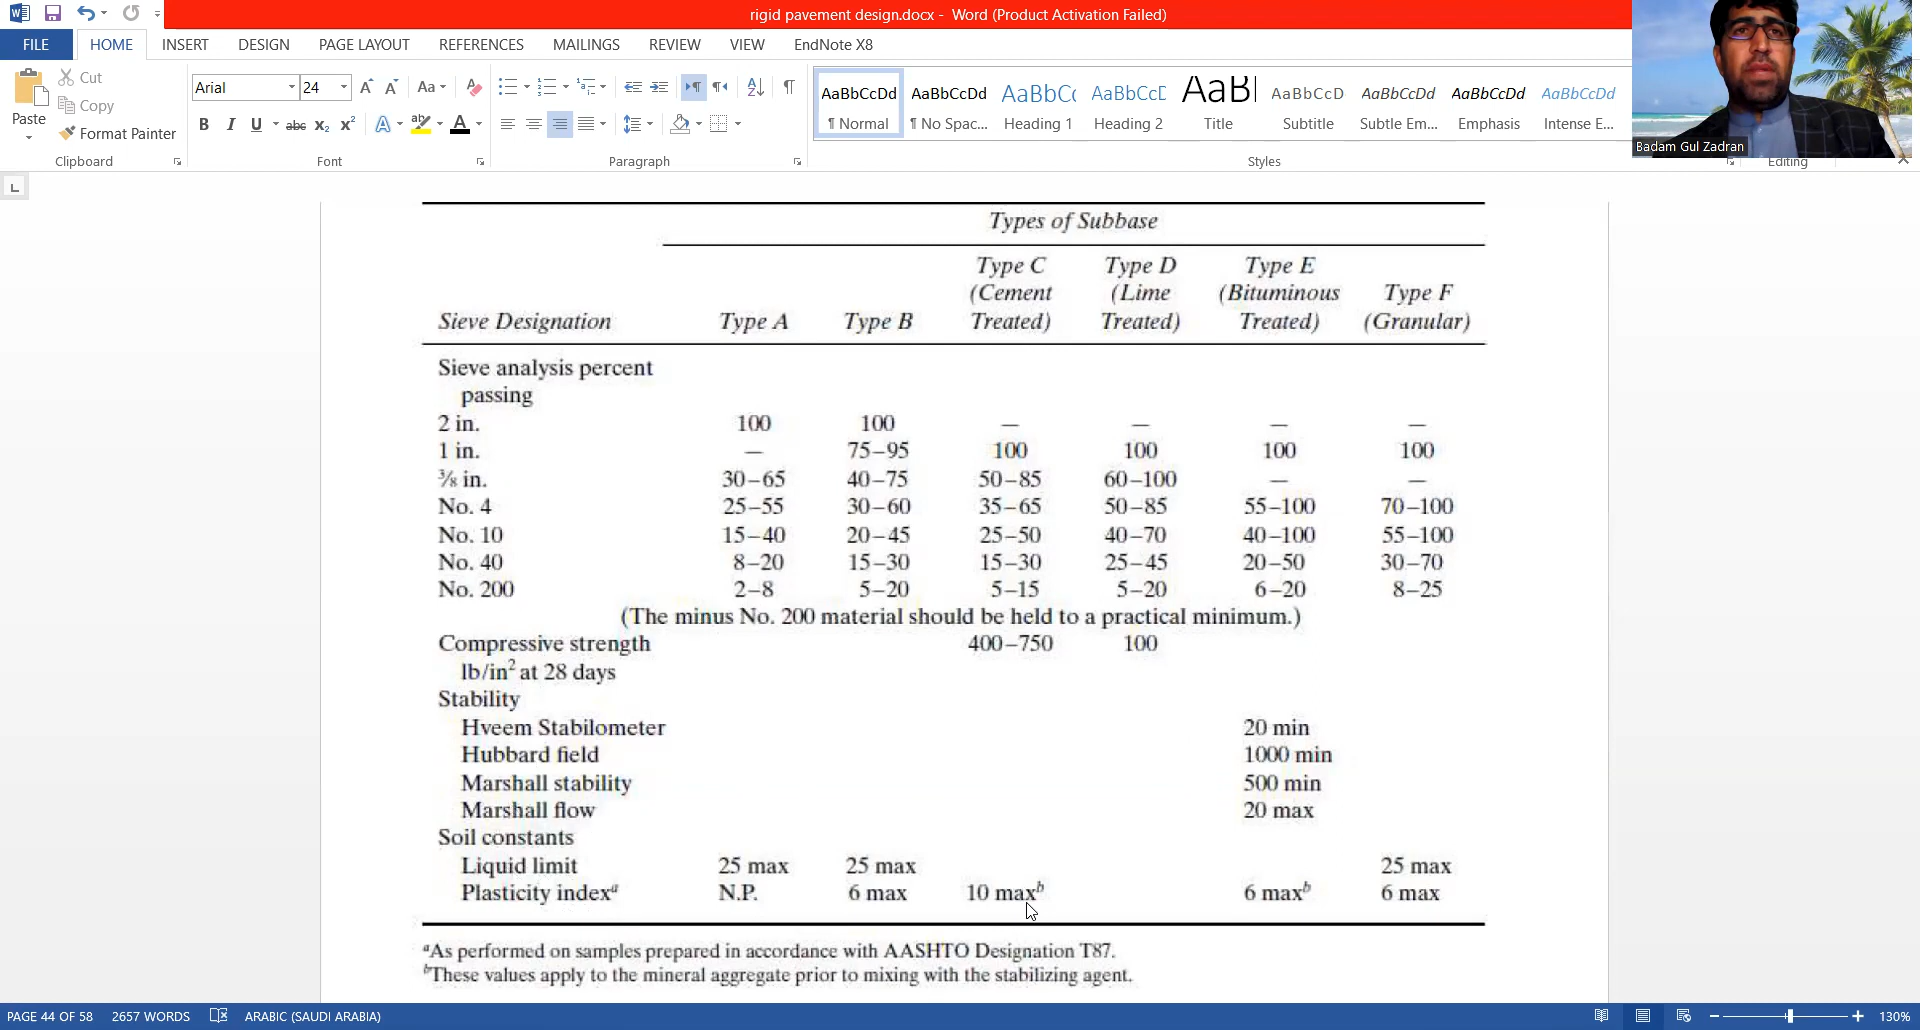 rigid pavement design.docx - Word (Product Activation Failed)
FILE HOME INSERT DESIGN PAGE LAYOUT REFERENCES MAILINGS REVIEW VIEW EndNote X8
Paste
Cut
Copy
Format Painter
Clipboard
Arial 24 Aa
B I U abc x₂ x² A ab A
Font
Paragraph
AaBbCcDd AaBbCcDd AaBbCc AaBbCcE AaBl AaBbCcD AaBbCcDd AaBbCcDd AaBbCcDd
¶ Normal ¶ No Spac... Heading 1 Heading 2 Title Subtitle Subtle Em... Emphasis Intense E...
Styles
Editing
Badam Gul Zadran
Types of Subbase
Type C Type D Type E
(Cement (Lime (Bituminous Type F
Sieve Designation Type A Type B Treated) Treated) Treated) (Granular)
Sieve analysis percent
passing
2 in. 100 100 — — — —
1 in. — 75–95 100 100 100 100
⅜ in. 30–65 40–75 50–85 60–100 — —
No. 4 25–55 30–60 35–65 50–85 55–100 70–100
No. 10 15–40 20–45 25–50 40–70 40–100 55–100
No. 40 8–20 15–30 15–30 25–45 20–50 30–70
No. 200 2–8 5–20 5–15 5–20 6–20 8–25
(The minus No. 200 material should be held to a practical minimum.)
Compressive strength 400–750 100
lb/in² at 28 days
Stability
Hveem Stabilometer 20 min
Hubbard field 1000 min
Marshall stability 500 min
Marshall flow 20 max
Soil constants
Liquid limit 25 max 25 max 25 max
Plasticity indexᵃ N.P. 6 max 10 maxᵇ 6 maxᵇ 6 max
ᵃAs performed on samples prepared in accordance with AASHTO Designation T87.
ᵇThese values apply to the mineral aggregate prior to mixing with the stabilizing agent.
PAGE 44 OF 58 2657 WORDS ARABIC (SAUDI ARABIA) 130%